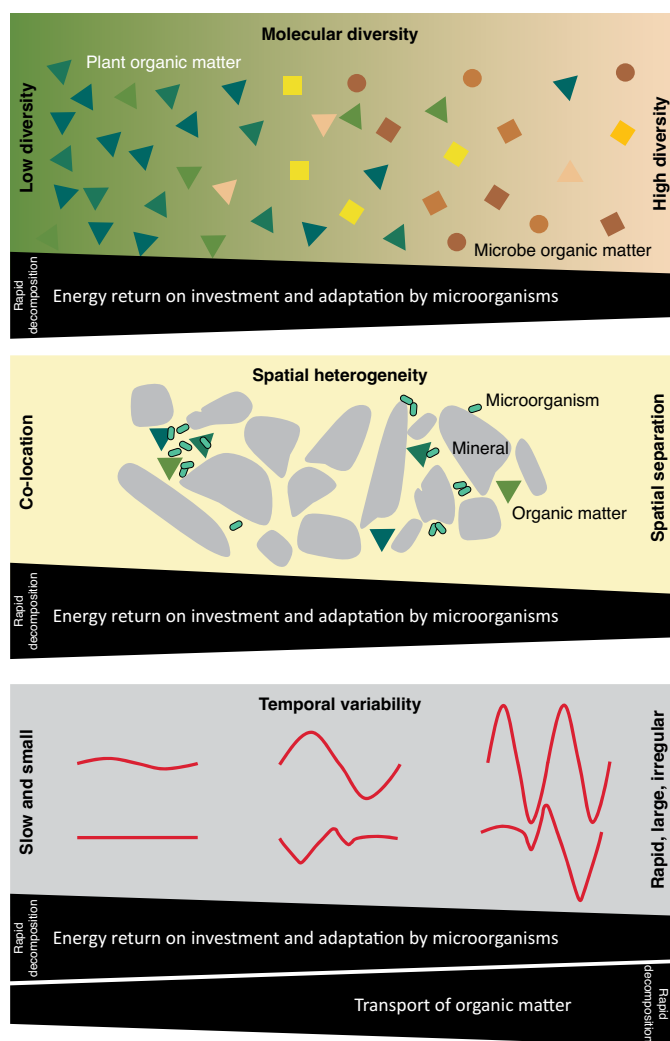 Molecular diversity
Plant organic matter
Low diversity
High diversity
Microbe organic matter
Rapid
decomposition
Energy return on investment and adaptation by microorganisms
Spatial heterogeneity
Microorganism
Mineral
Co-location
Spatial separation
Organic matter
Rapid
decomposition
Energy return on investment and adaptation by microorganisms
Temporal variability
Slow and small
Rapid, large, irregular
Rapid
decomposition
Energy return on investment and adaptation by microorganisms
Transport of organic matter
Rapid
decomposition